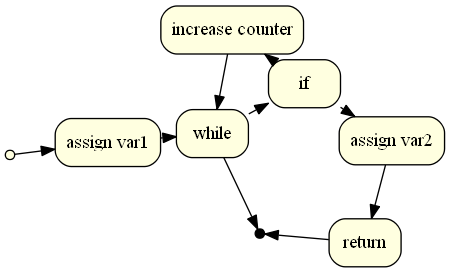 increase counter
if
assign var1
while
assign var2
return